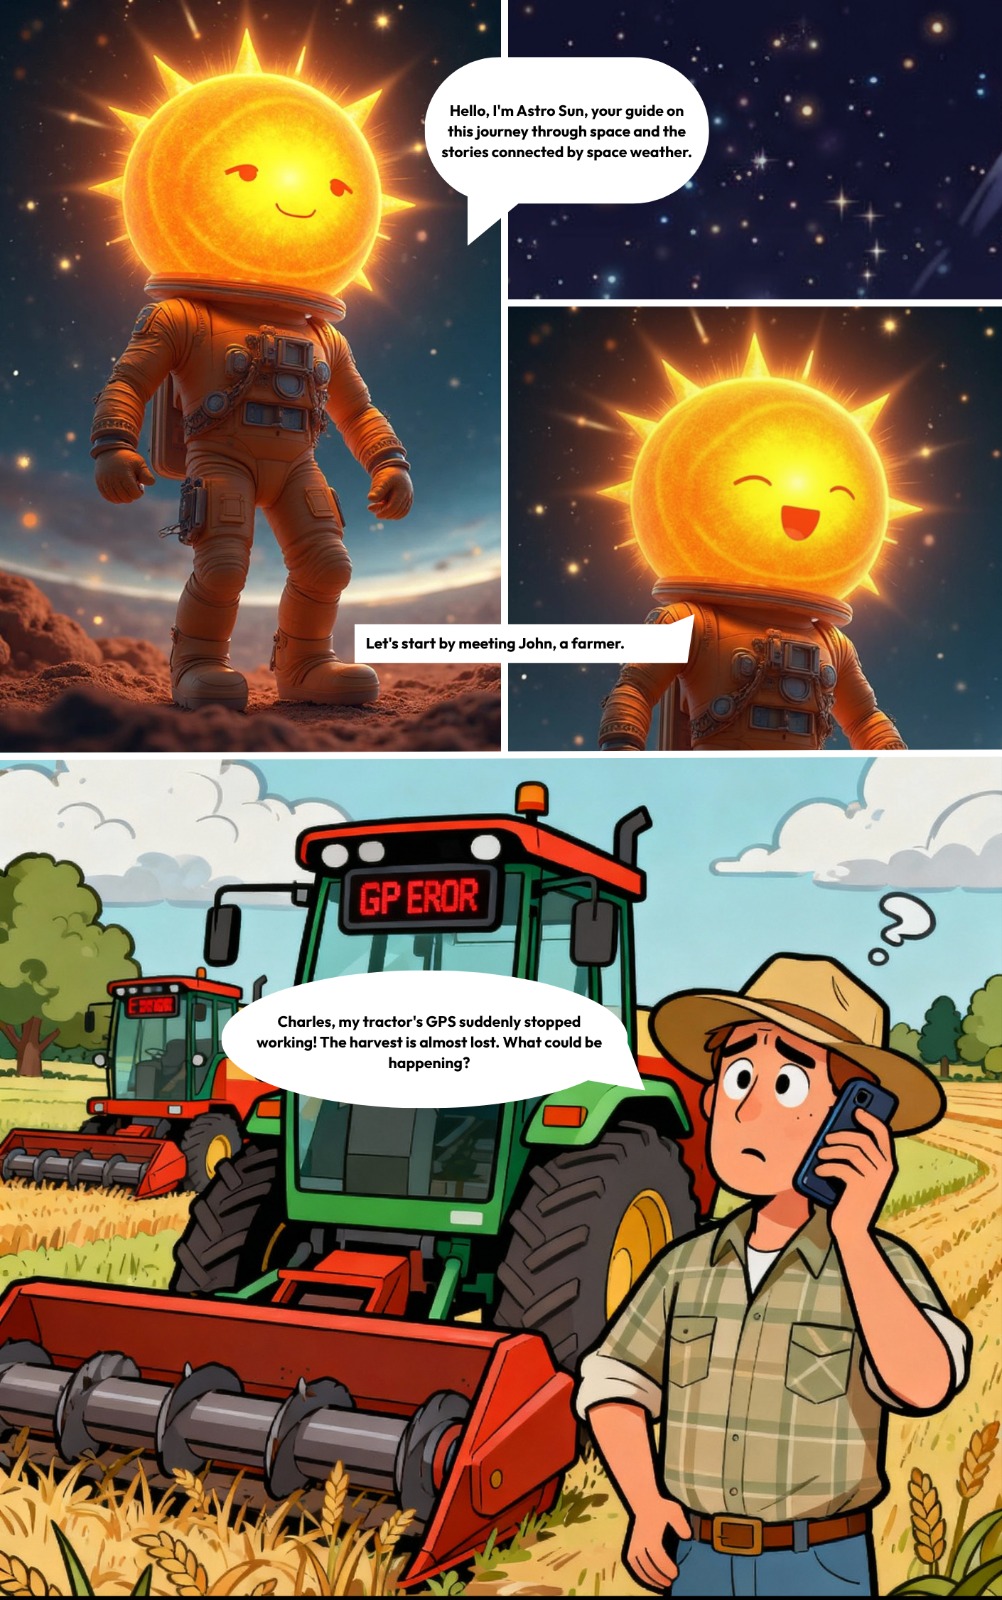 Hello, I'm Astro Sun, your guide on
this journey through space and the
stories connected by space weather.
Let's start by meeting John, a farmer.
GP EROR
Charles, my tractor's GPS suddenly stopped
working! The harvest is almost lost. What could be
happening?